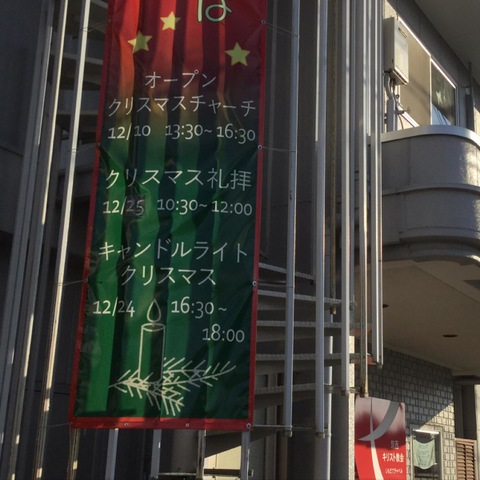 は
オープン
クリスマスチャーチ
12/10 13:30~16:30
クリスマス礼拝
12/25 10:30~12:00
キャンドルライト
クリスマス
12/24 16:30~
18:00
キリスト教会